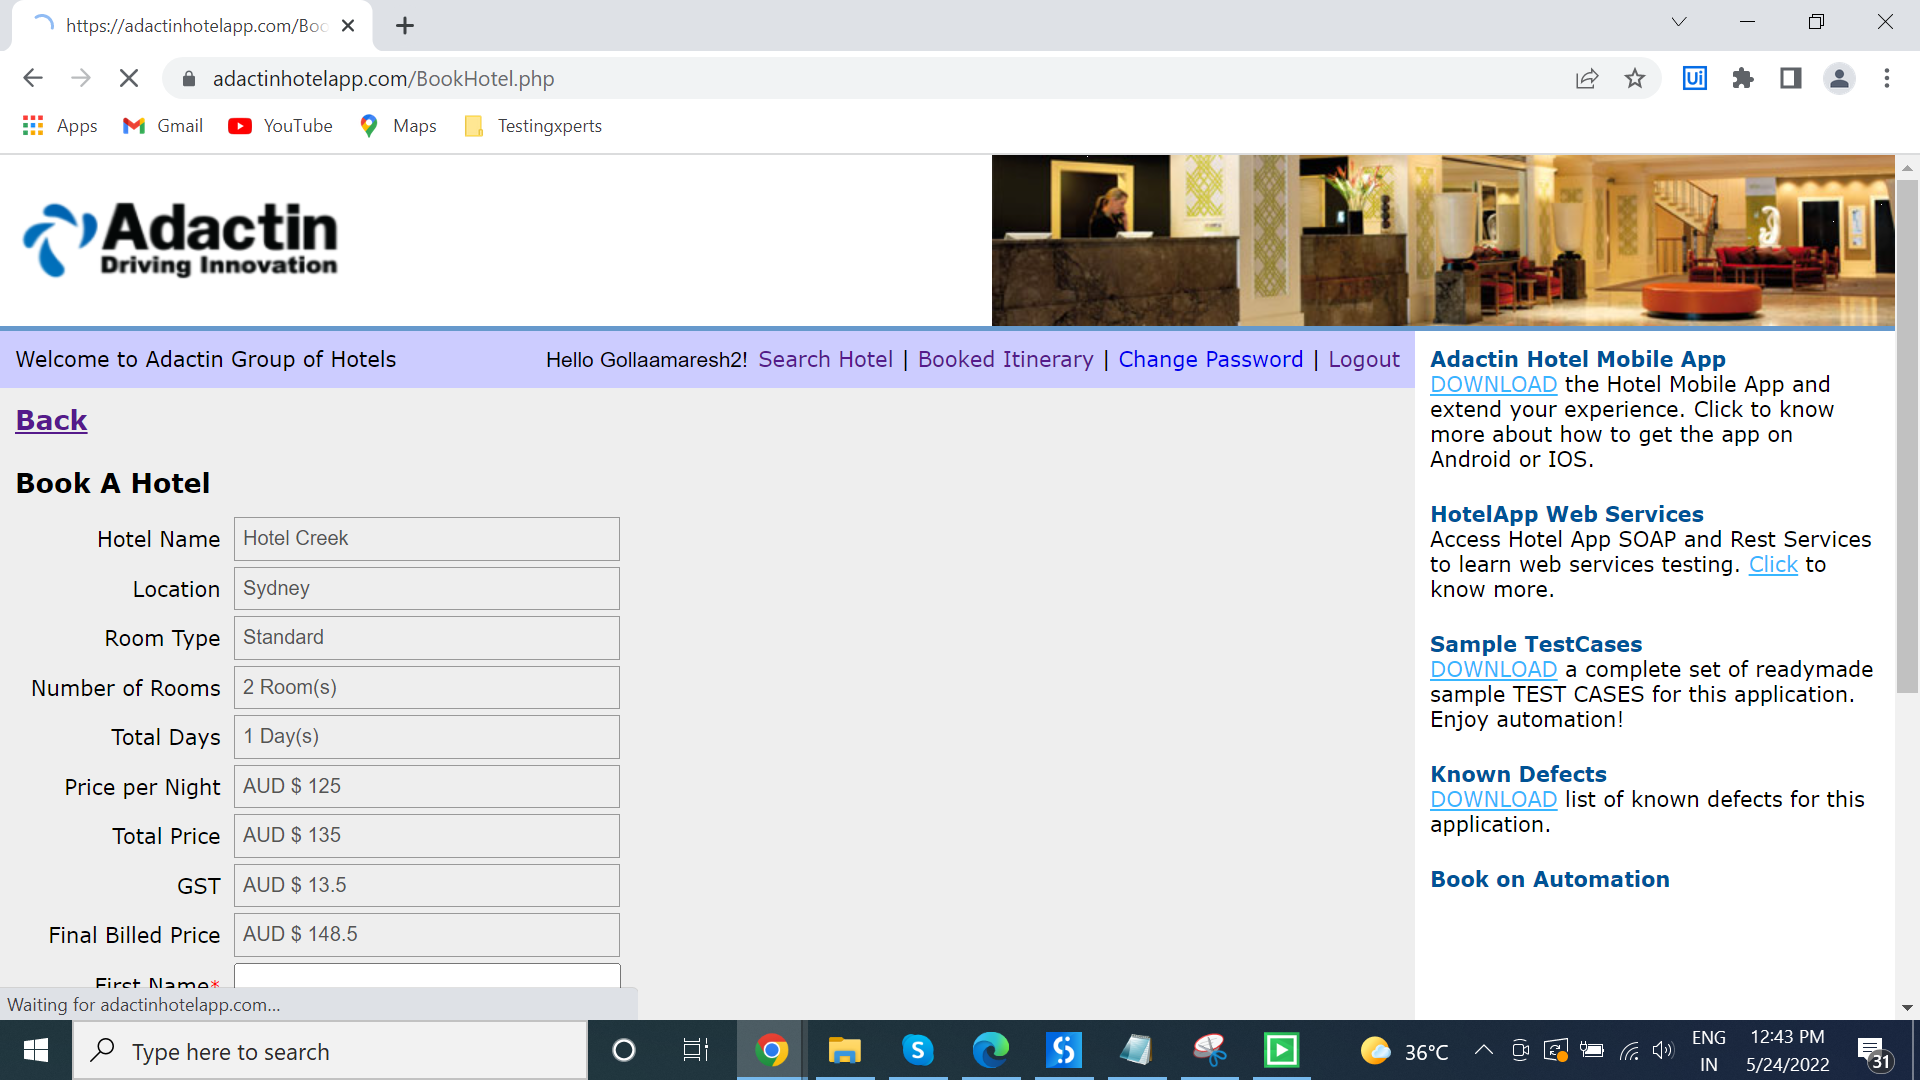 https://adactinhotelapp.com/Boo
adactinhotelapp.com/BookHotel.php
Ui
Apps
Gmail
YouTube
Maps
Testingxperts
Adactin
Driving Innovation
Welcome to Adactin Group of Hotels
Hello Gollaamaresh2! Search Hotel | Booked Itinerary | Change Password | Logout
Back
Book A Hotel
Hotel Name Hotel Creek
Location Sydney
Room Type Standard
Number of Rooms 2 Room(s)
Total Days 1 Day(s)
Price per Night AUD $ 125
Total Price AUD $ 135
GST AUD $ 13.5
Final Billed Price AUD $ 148.5
First Name*
Adactin Hotel Mobile App
DOWNLOAD the Hotel Mobile App and
extend your experience. Click to know
more about how to get the app on
Android or IOS.
HotelApp Web Services
Access Hotel App SOAP and Rest Services
to learn web services testing. Click to
know more.
Sample TestCases
DOWNLOAD a complete set of readymade
sample TEST CASES for this application.
Enjoy automation!
Known Defects
DOWNLOAD list of known defects for this
application.
Book on Automation
Waiting for adactinhotelapp.com...
Type here to search
S
36°C
ENG
IN
12:43 PM
5/24/2022
31